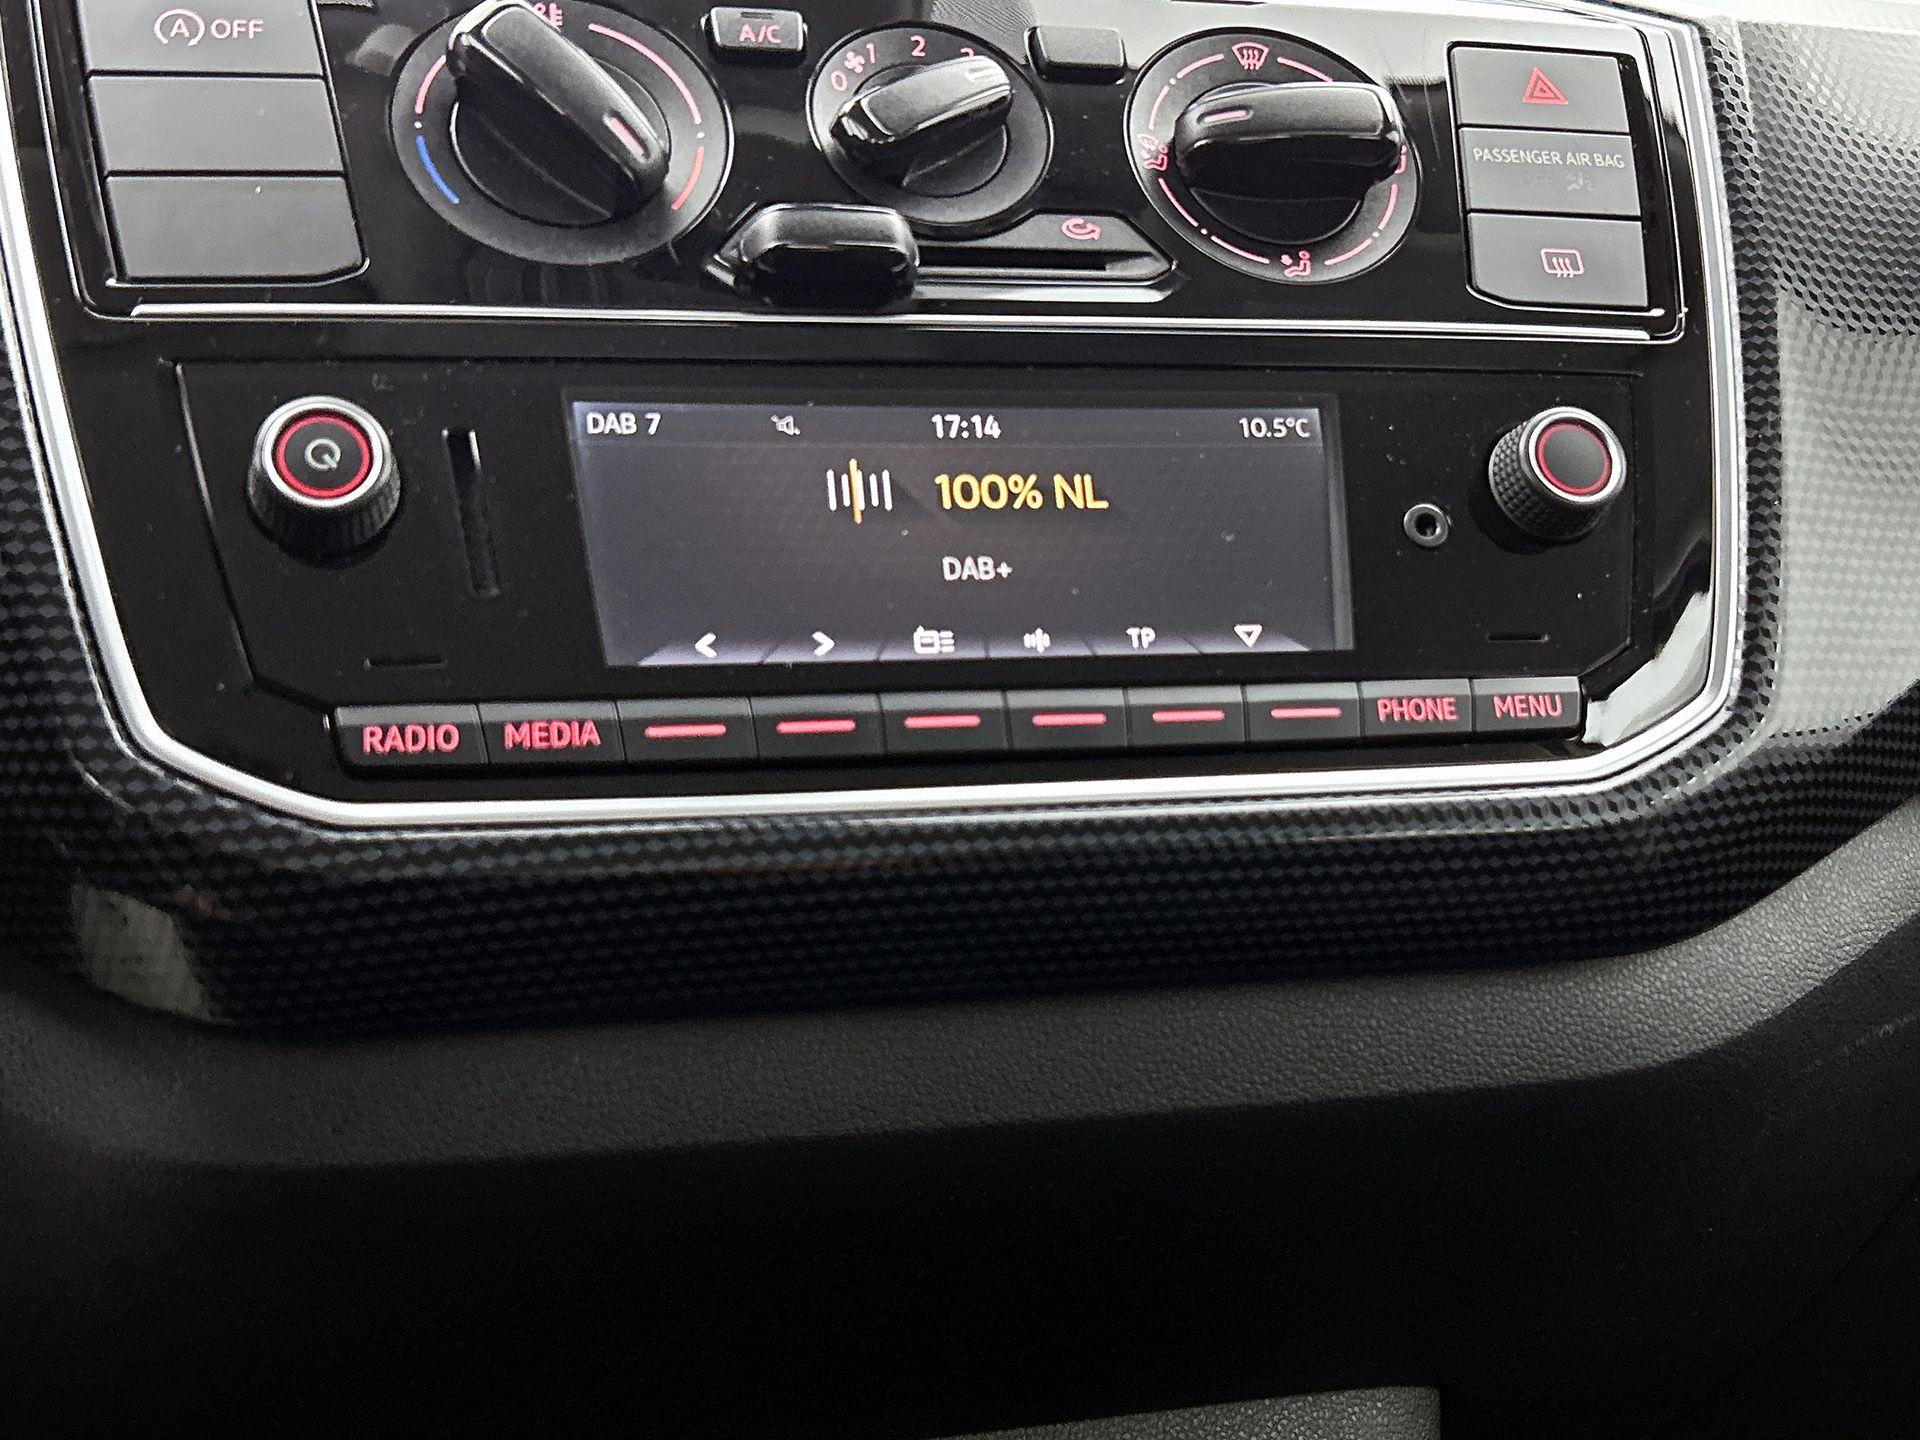 (A) OFF
A/C
0 1 2 3
PASSENGER AIR BAG
OFF
DAB 7 17:14 10.5°C
100% NL
DAB+
TP
RADIO MEDIA PHONE MENU